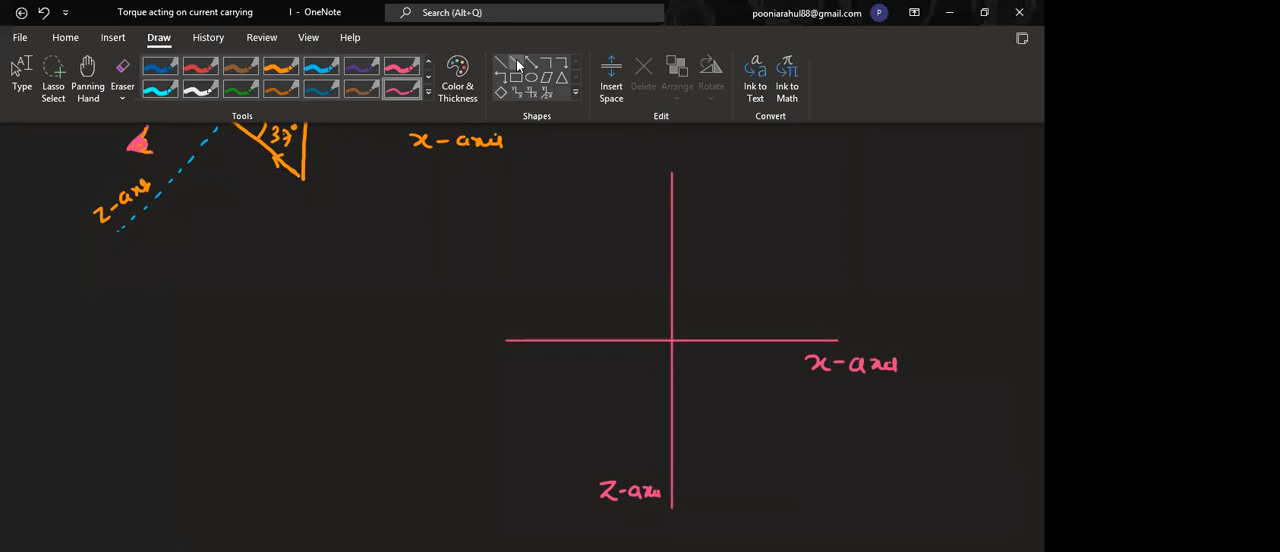 Torque acting on current carrying I - OneNote
Search (Alt+Q)
pooniarahul88@gmail.com P
File Home Insert Draw History Review View Help
Type Lasso Select Panning Hand Eraser Color & Thickness Insert Space Delete Arrange Rotate Ink to Text Ink to Math
Tools Shapes Edit Convert
37°
x-axis
z-axis
x-axis
z-axis